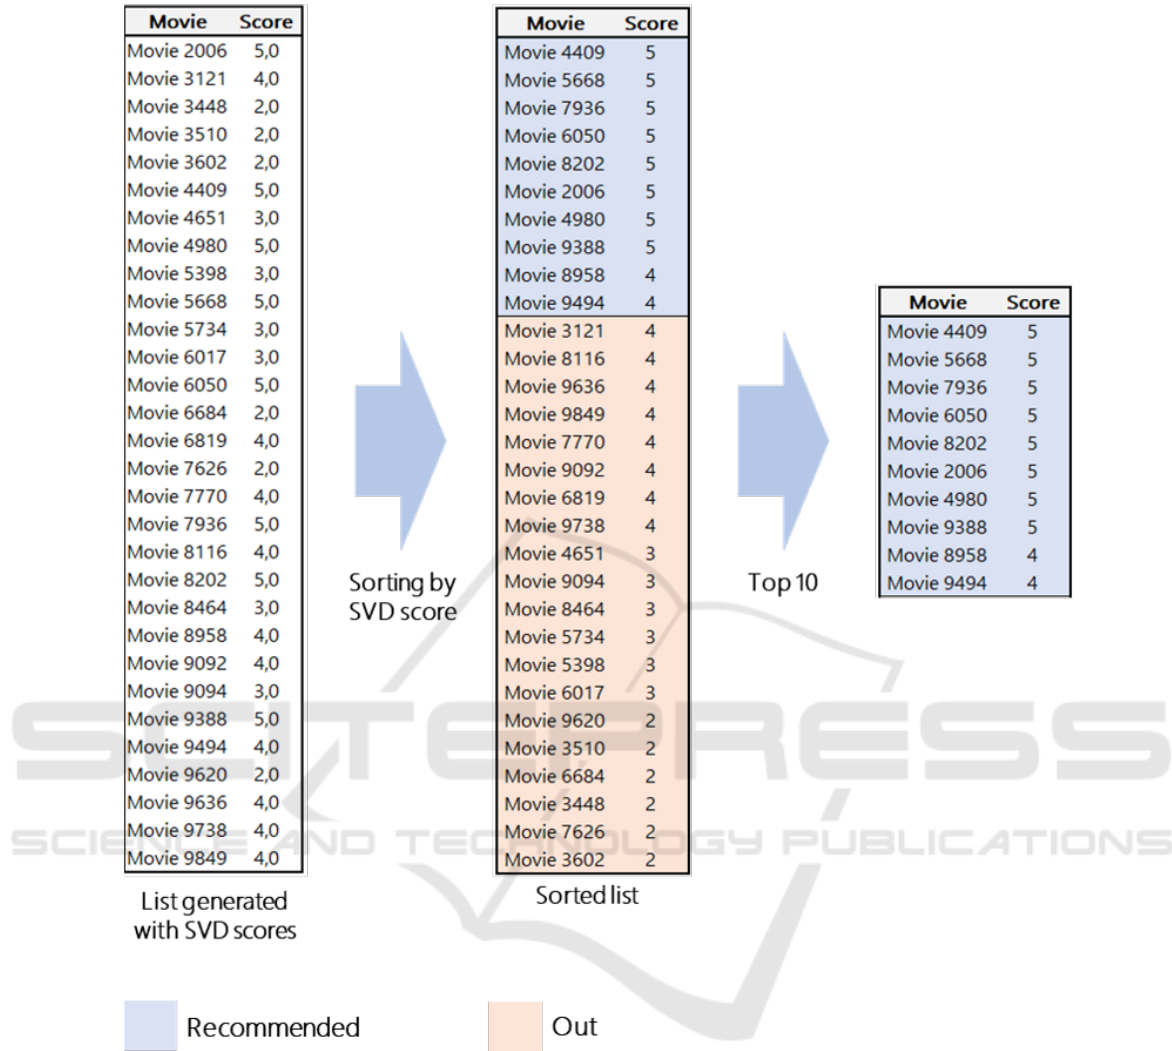 Movie Score
Movie 2006 5,0
Movie 3121 4,0
Movie 3448 2,0
Movie 3510 2,0
Movie 3602 2,0
Movie 4409 5,0
Movie 4651 3,0
Movie 4980 5,0
Movie 5398 3,0
Movie 5668 5,0
Movie 5734 3,0
Movie 6017 3,0
Movie 6050 5,0
Movie 6684 2,0
Movie 6819 4,0
Movie 7626 2,0
Movie 7770 4,0
Movie 7936 5,0
Movie 8116 4,0
Movie 8202 5,0
Movie 8464 3,0
Movie 8958 4,0
Movie 9092 4,0
Movie 9094 3,0
Movie 9388 5,0
Movie 9494 4,0
Movie 9620 2,0
Movie 9636 4,0
Movie 9738 4,0
Movie 9849 4,0
List generated
with SVD scores
Sorting by
SVD score
Movie Score
Movie 4409 5
Movie 5668 5
Movie 7936 5
Movie 6050 5
Movie 8202 5
Movie 2006 5
Movie 4980 5
Movie 9388 5
Movie 8958 4
Movie 9494 4
Movie 3121 4
Movie 8116 4
Movie 9636 4
Movie 9849 4
Movie 7770 4
Movie 9092 4
Movie 6819 4
Movie 9738 4
Movie 4651 3
Movie 9094 3
Movie 8464 3
Movie 5734 3
Movie 5398 3
Movie 6017 3
Movie 9620 2
Movie 3510 2
Movie 6684 2
Movie 3448 2
Movie 7626 2
Movie 3602 2
Sorted list
Top 10
Movie Score
Movie 4409 5
Movie 5668 5
Movie 7936 5
Movie 6050 5
Movie 8202 5
Movie 2006 5
Movie 4980 5
Movie 9388 5
Movie 8958 4
Movie 9494 4
Recommended
Out
SCITEPRESS
SCIENCE AND TECHNOLOGY PUBLICATIONS